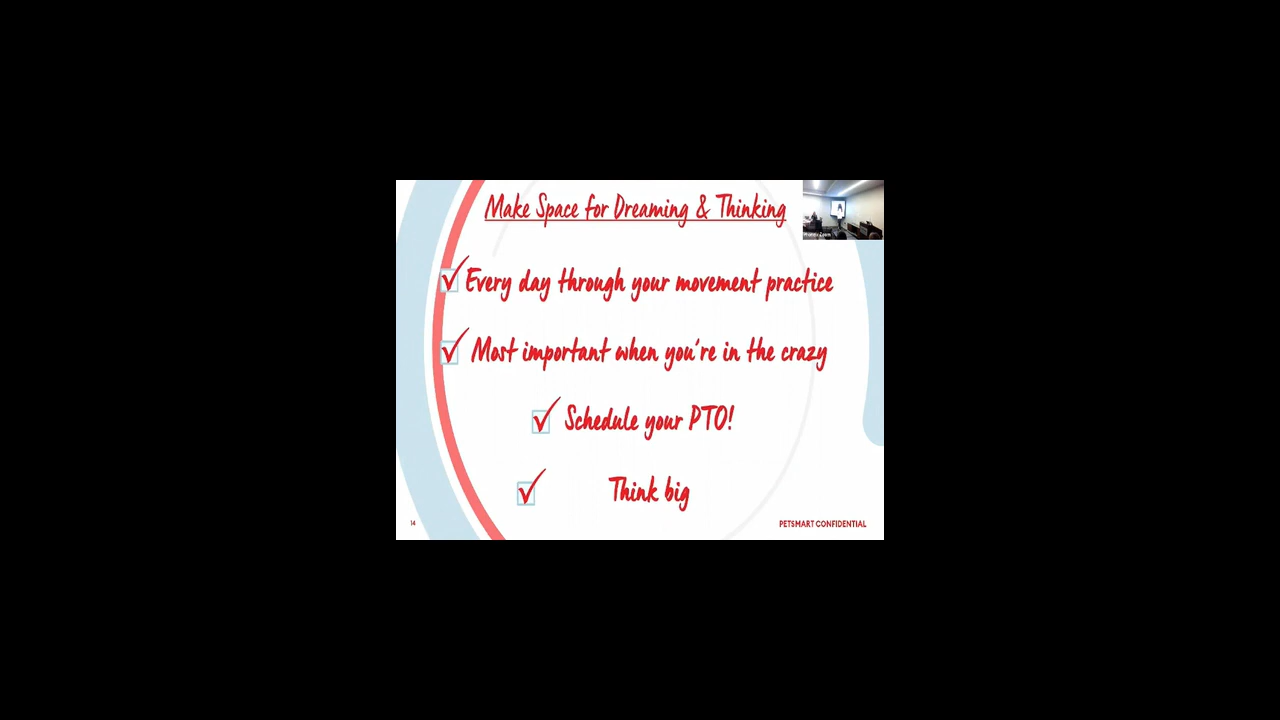 Make Space for Dreaming & Thinking
Every day through your movement practice
Most important when you're in the crazy
Schedule your PTO!
Think big
14
PETSMART CONFIDENTIAL